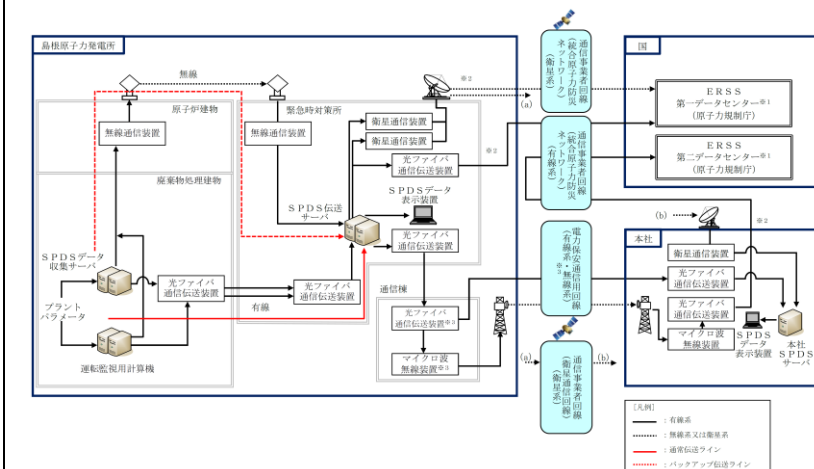 島根原子力発電所
無線
原子炉建物
無線通信装置
廃棄物処理建物
SPDSデータ
収集サーバ
プラント
パラメータ
運転監視用計算機
光ファイバ
通信伝送装置
有線
緊急時対策所
無線通信装置
SPDS伝送
サーバ
光ファイバ
通信伝送装置
※2
衛星通信装置
衛星通信装置
光ファイバ
通信伝送装置
※2
SPDSデータ
表示装置
光ファイバ
通信伝送装置
通信棟
光ファイバ
通信伝送装置※3
マイクロ波
無線装置※3
通信事業者回線
(統合原子力防災
ネットワーク)
(衛星系)
(a)
通信事業者回線
(統合原子力防災
ネットワーク)
(有線系)
電力保安通信用回線
(有線系・無線系)
※3
通信事業者回線
(衛星通信回線)
(衛星系)
(a)
(b)
国
ERSS
第一データセンター※1
(原子力規制庁)
ERSS
第二データセンター※1
(原子力規制庁)
(b)
※2
本社
衛星通信装置
光ファイバ
通信伝送装置
光ファイバ
通信伝送装置
マイクロ波
無線装置
SPDS
データ
表示装置
本社
SPDS
サーバ
[凡例]
:有線系
:無線系又は衛星系
:通常伝送ライン
:バックアップ伝送ライン